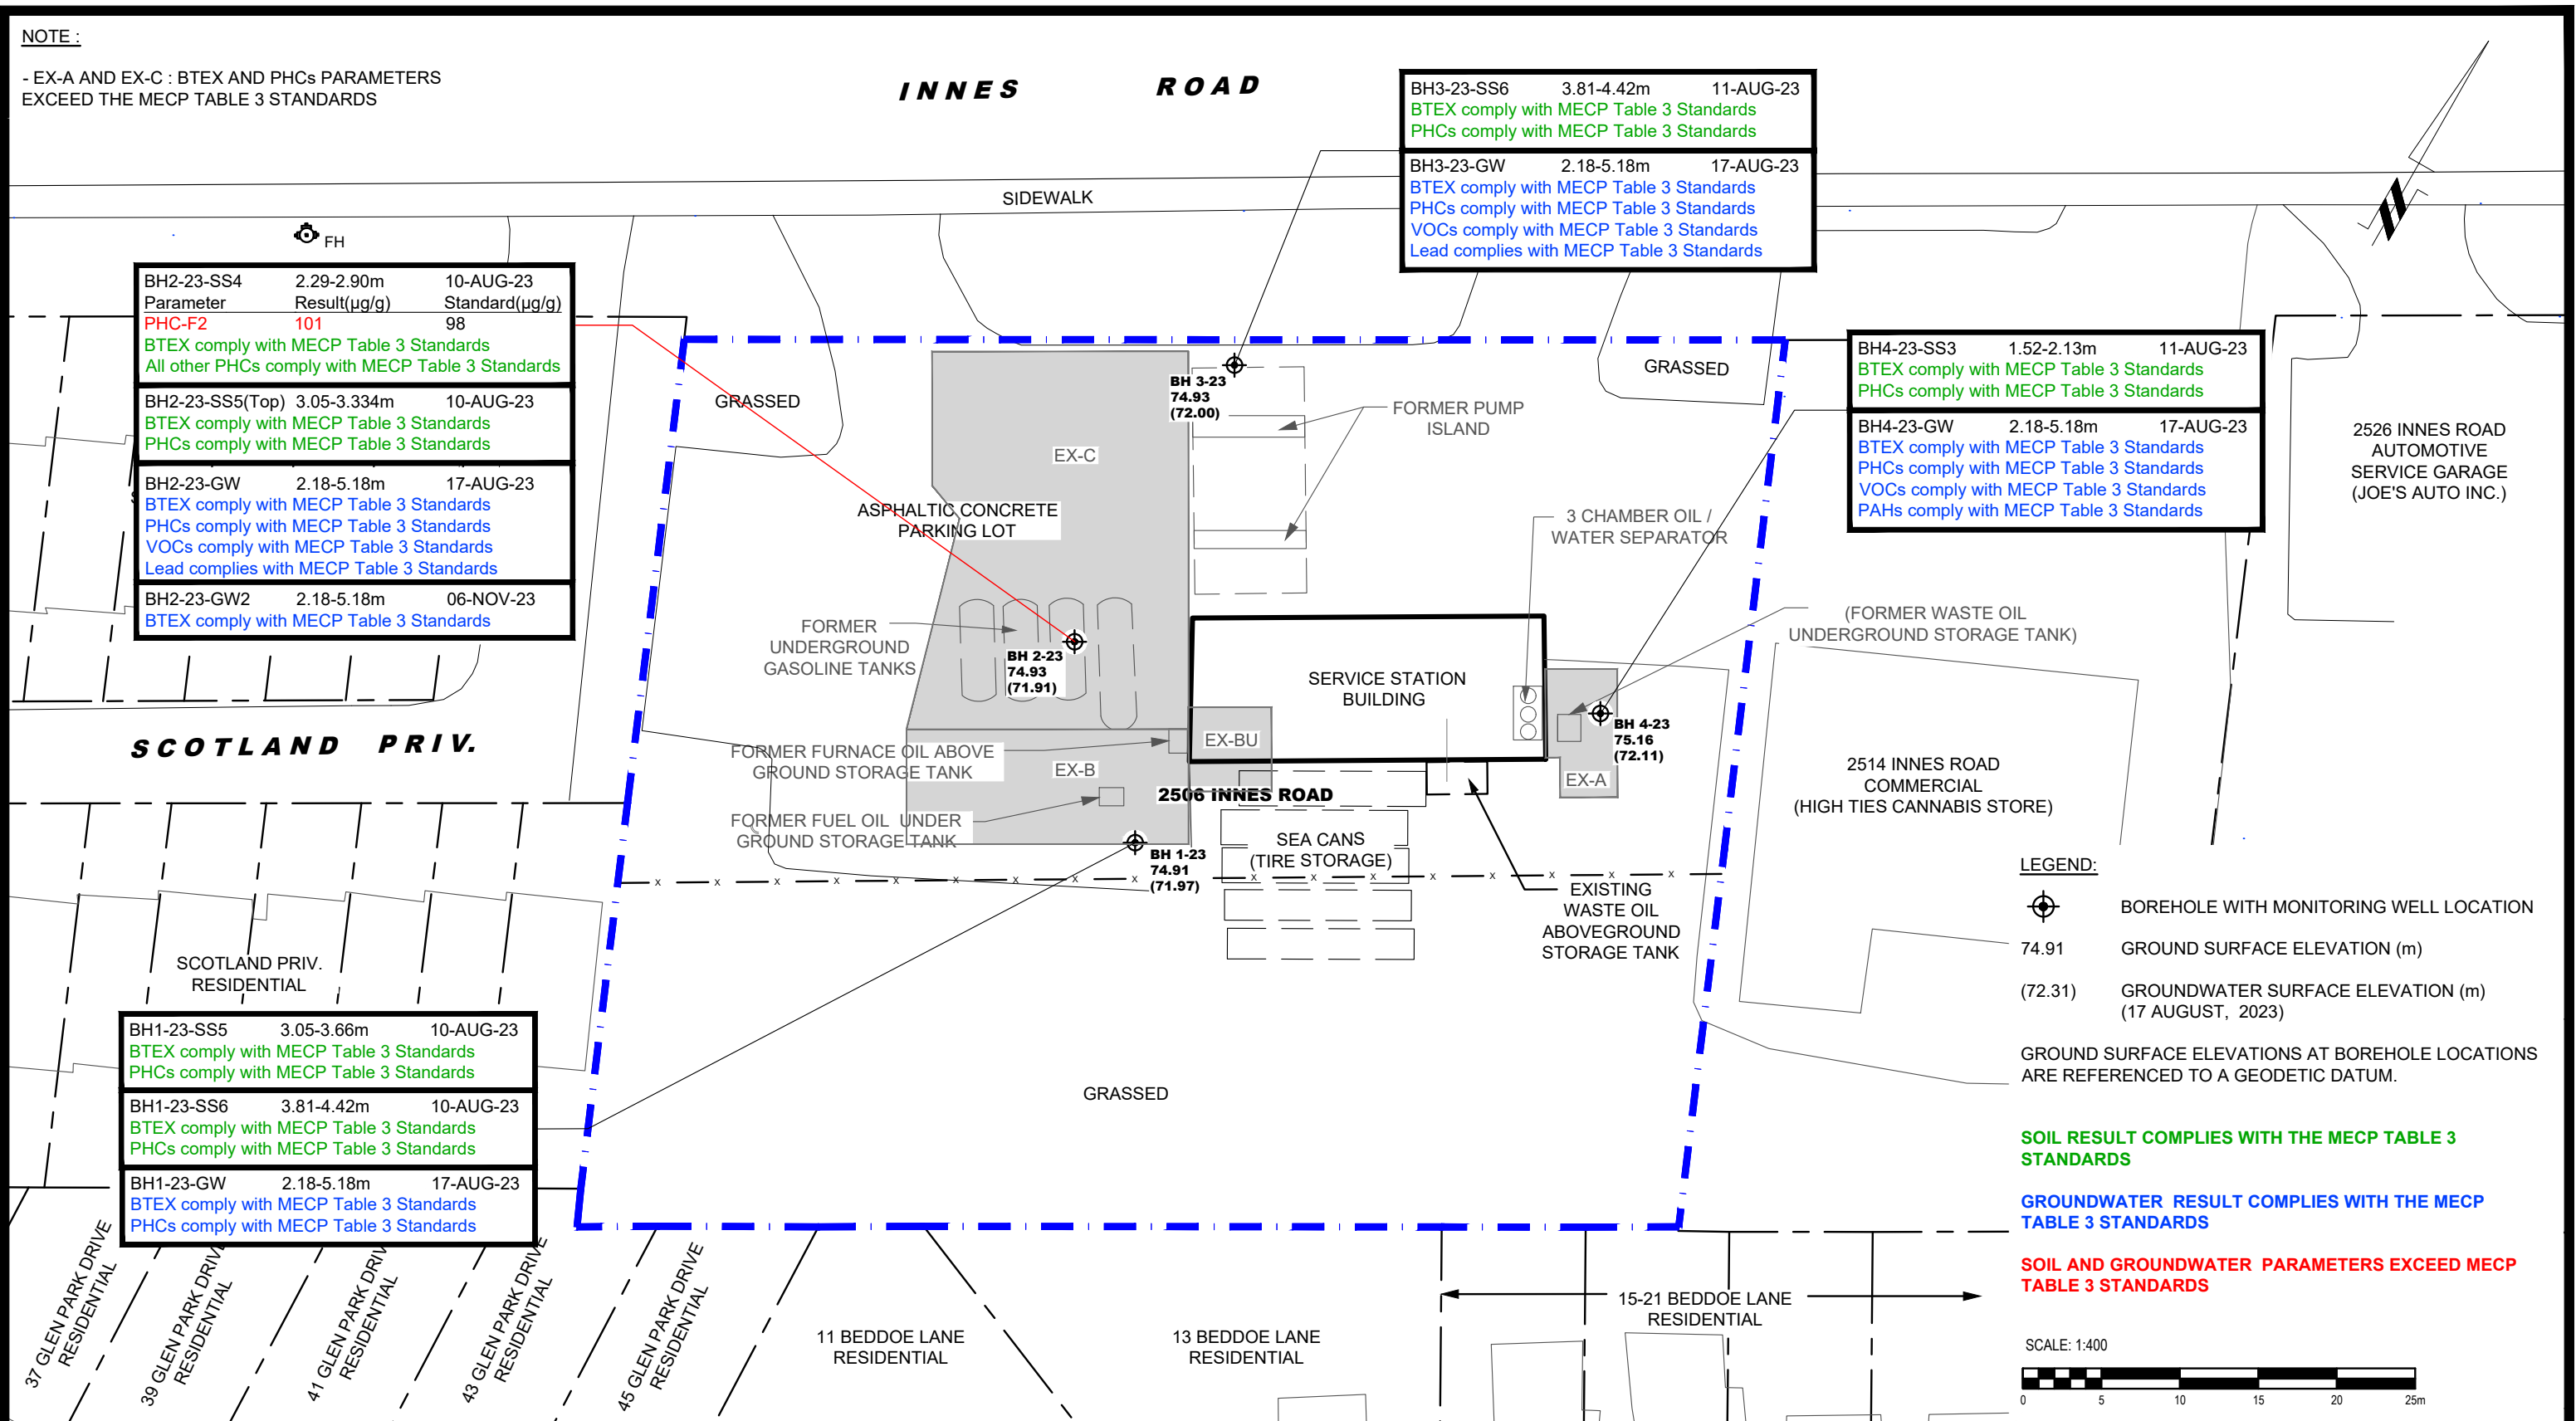 NOTE :
- EX-A AND EX-C : BTEX AND PHCs PARAMETERS
EXCEED THE MECP TABLE 3 STANDARDS
INNES ROAD
SIDEWALK
FH
BH3-23-SS6 3.81-4.42m 11-AUG-23
BTEX comply with MECP Table 3 Standards
PHCs comply with MECP Table 3 Standards
BH3-23-GW 2.18-5.18m 17-AUG-23
BTEX comply with MECP Table 3 Standards
PHCs comply with MECP Table 3 Standards
VOCs comply with MECP Table 3 Standards
Lead complies with MECP Table 3 Standards
BH2-23-SS4 2.29-2.90m 10-AUG-23
Parameter Result(µg/g) Standard(µg/g)
PHC-F2 101 98
BTEX comply with MECP Table 3 Standards
All other PHCs comply with MECP Table 3 Standards
BH2-23-SS5(Top) 3.05-3.334m 10-AUG-23
BTEX comply with MECP Table 3 Standards
PHCs comply with MECP Table 3 Standards
BH2-23-GW 2.18-5.18m 17-AUG-23
BTEX comply with MECP Table 3 Standards
PHCs comply with MECP Table 3 Standards
VOCs comply with MECP Table 3 Standards
Lead complies with MECP Table 3 Standards
BH2-23-GW2 2.18-5.18m 06-NOV-23
BTEX comply with MECP Table 3 Standards
BH4-23-SS3 1.52-2.13m 11-AUG-23
BTEX comply with MECP Table 3 Standards
PHCs comply with MECP Table 3 Standards
BH4-23-GW 2.18-5.18m 17-AUG-23
BTEX comply with MECP Table 3 Standards
PHCs comply with MECP Table 3 Standards
VOCs comply with MECP Table 3 Standards
PAHs comply with MECP Table 3 Standards
GRASSED
GRASSED
BH 3-23
74.93
(72.00)
FORMER PUMP
ISLAND
EX-C
ASPHALTIC CONCRETE
PARKING LOT
3 CHAMBER OIL /
WATER SEPARATOR
2526 INNES ROAD
AUTOMOTIVE
SERVICE GARAGE
(JOE'S AUTO INC.)
FORMER
UNDERGROUND
GASOLINE TANKS
BH 2-23
74.93
(71.91)
(FORMER WASTE OIL
UNDERGROUND STORAGE TANK)
SERVICE STATION
BUILDING
BH 4-23
75.16
(72.11)
SCOTLAND PRIV.
FORMER FURNACE OIL ABOVE
GROUND STORAGE TANK
EX-BU
EX-B
EX-A
2506 INNES ROAD
2514 INNES ROAD
COMMERCIAL
(HIGH TIES CANNABIS STORE)
FORMER FUEL OIL UNDER
GROUND STORAGE TANK
BH 1-23
74.91
(71.97)
SEA CANS
(TIRE STORAGE)
x x x x x x x x x x x x x x x x x x
EXISTING
WASTE OIL
ABOVEGROUND
STORAGE TANK
SCOTLAND PRIV.
RESIDENTIAL
BH1-23-SS5 3.05-3.66m 10-AUG-23
BTEX comply with MECP Table 3 Standards
PHCs comply with MECP Table 3 Standards
BH1-23-SS6 3.81-4.42m 10-AUG-23
BTEX comply with MECP Table 3 Standards
PHCs comply with MECP Table 3 Standards
BH1-23-GW 2.18-5.18m 17-AUG-23
BTEX comply with MECP Table 3 Standards
PHCs comply with MECP Table 3 Standards
GRASSED
LEGEND:
BOREHOLE WITH MONITORING WELL LOCATION
74.91 GROUND SURFACE ELEVATION (m)
(72.31) GROUNDWATER SURFACE ELEVATION (m)
(17 AUGUST, 2023)
GROUND SURFACE ELEVATIONS AT BOREHOLE LOCATIONS
ARE REFERENCED TO A GEODETIC DATUM.
SOIL RESULT COMPLIES WITH THE MECP TABLE 3
STANDARDS
GROUNDWATER RESULT COMPLIES WITH THE MECP
TABLE 3 STANDARDS
SOIL AND GROUNDWATER PARAMETERS EXCEED MECP
TABLE 3 STANDARDS
37 GLEN PARK DRIVE
RESIDENTIAL
39 GLEN PARK DRIVE
RESIDENTIAL
41 GLEN PARK DRIVE
RESIDENTIAL
43 GLEN PARK DRIVE
RESIDENTIAL
45 GLEN PARK DRIVE
RESIDENTIAL
11 BEDDOE LANE
RESIDENTIAL
13 BEDDOE LANE
RESIDENTIAL
15-21 BEDDOE LANE
RESIDENTIAL
SCALE: 1:400
0 5 10 15 20 25m